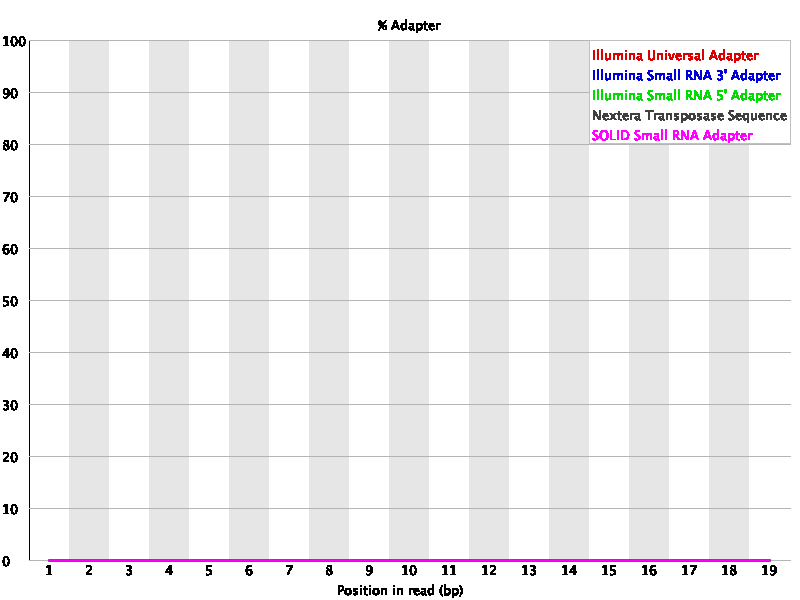 % Adapter
100
Illumina Universal Adapter
Illumina Small RNA 3' Adapter
90
Illumina Small RNA 5' Adapter
Nextera Transposase Sequence
SOLID Small RNA Adapter
80
70
60
50
40
30
20
10
0
1 2 3 4 5 6 7 8 9 10 11 12 13 14 15 16 17 18 19
Position in read (bp)